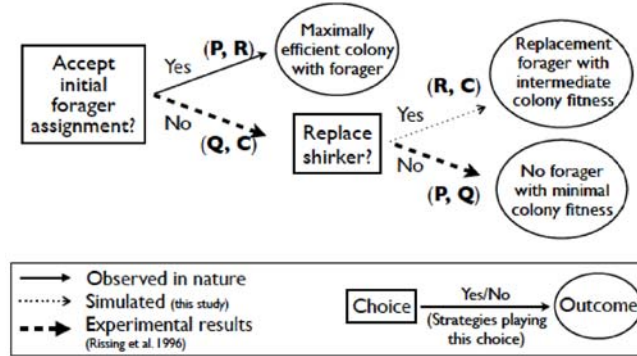 Accept
initial
forager
assignment?
Yes
(P, R)
Maximally
efficient colony
with forager
No
(Q, C)
Replace
shirker?
Yes
(R, C)
Replacement
forager with
intermediate
colony fitness
No
(P, Q)
No forager
with minimal
colony fitness
Observed in nature
Simulated (this study)
Experimental results
(Rissing et al. 1996)
Choice
Yes/No
(Strategies playing
this choice)
Outcome